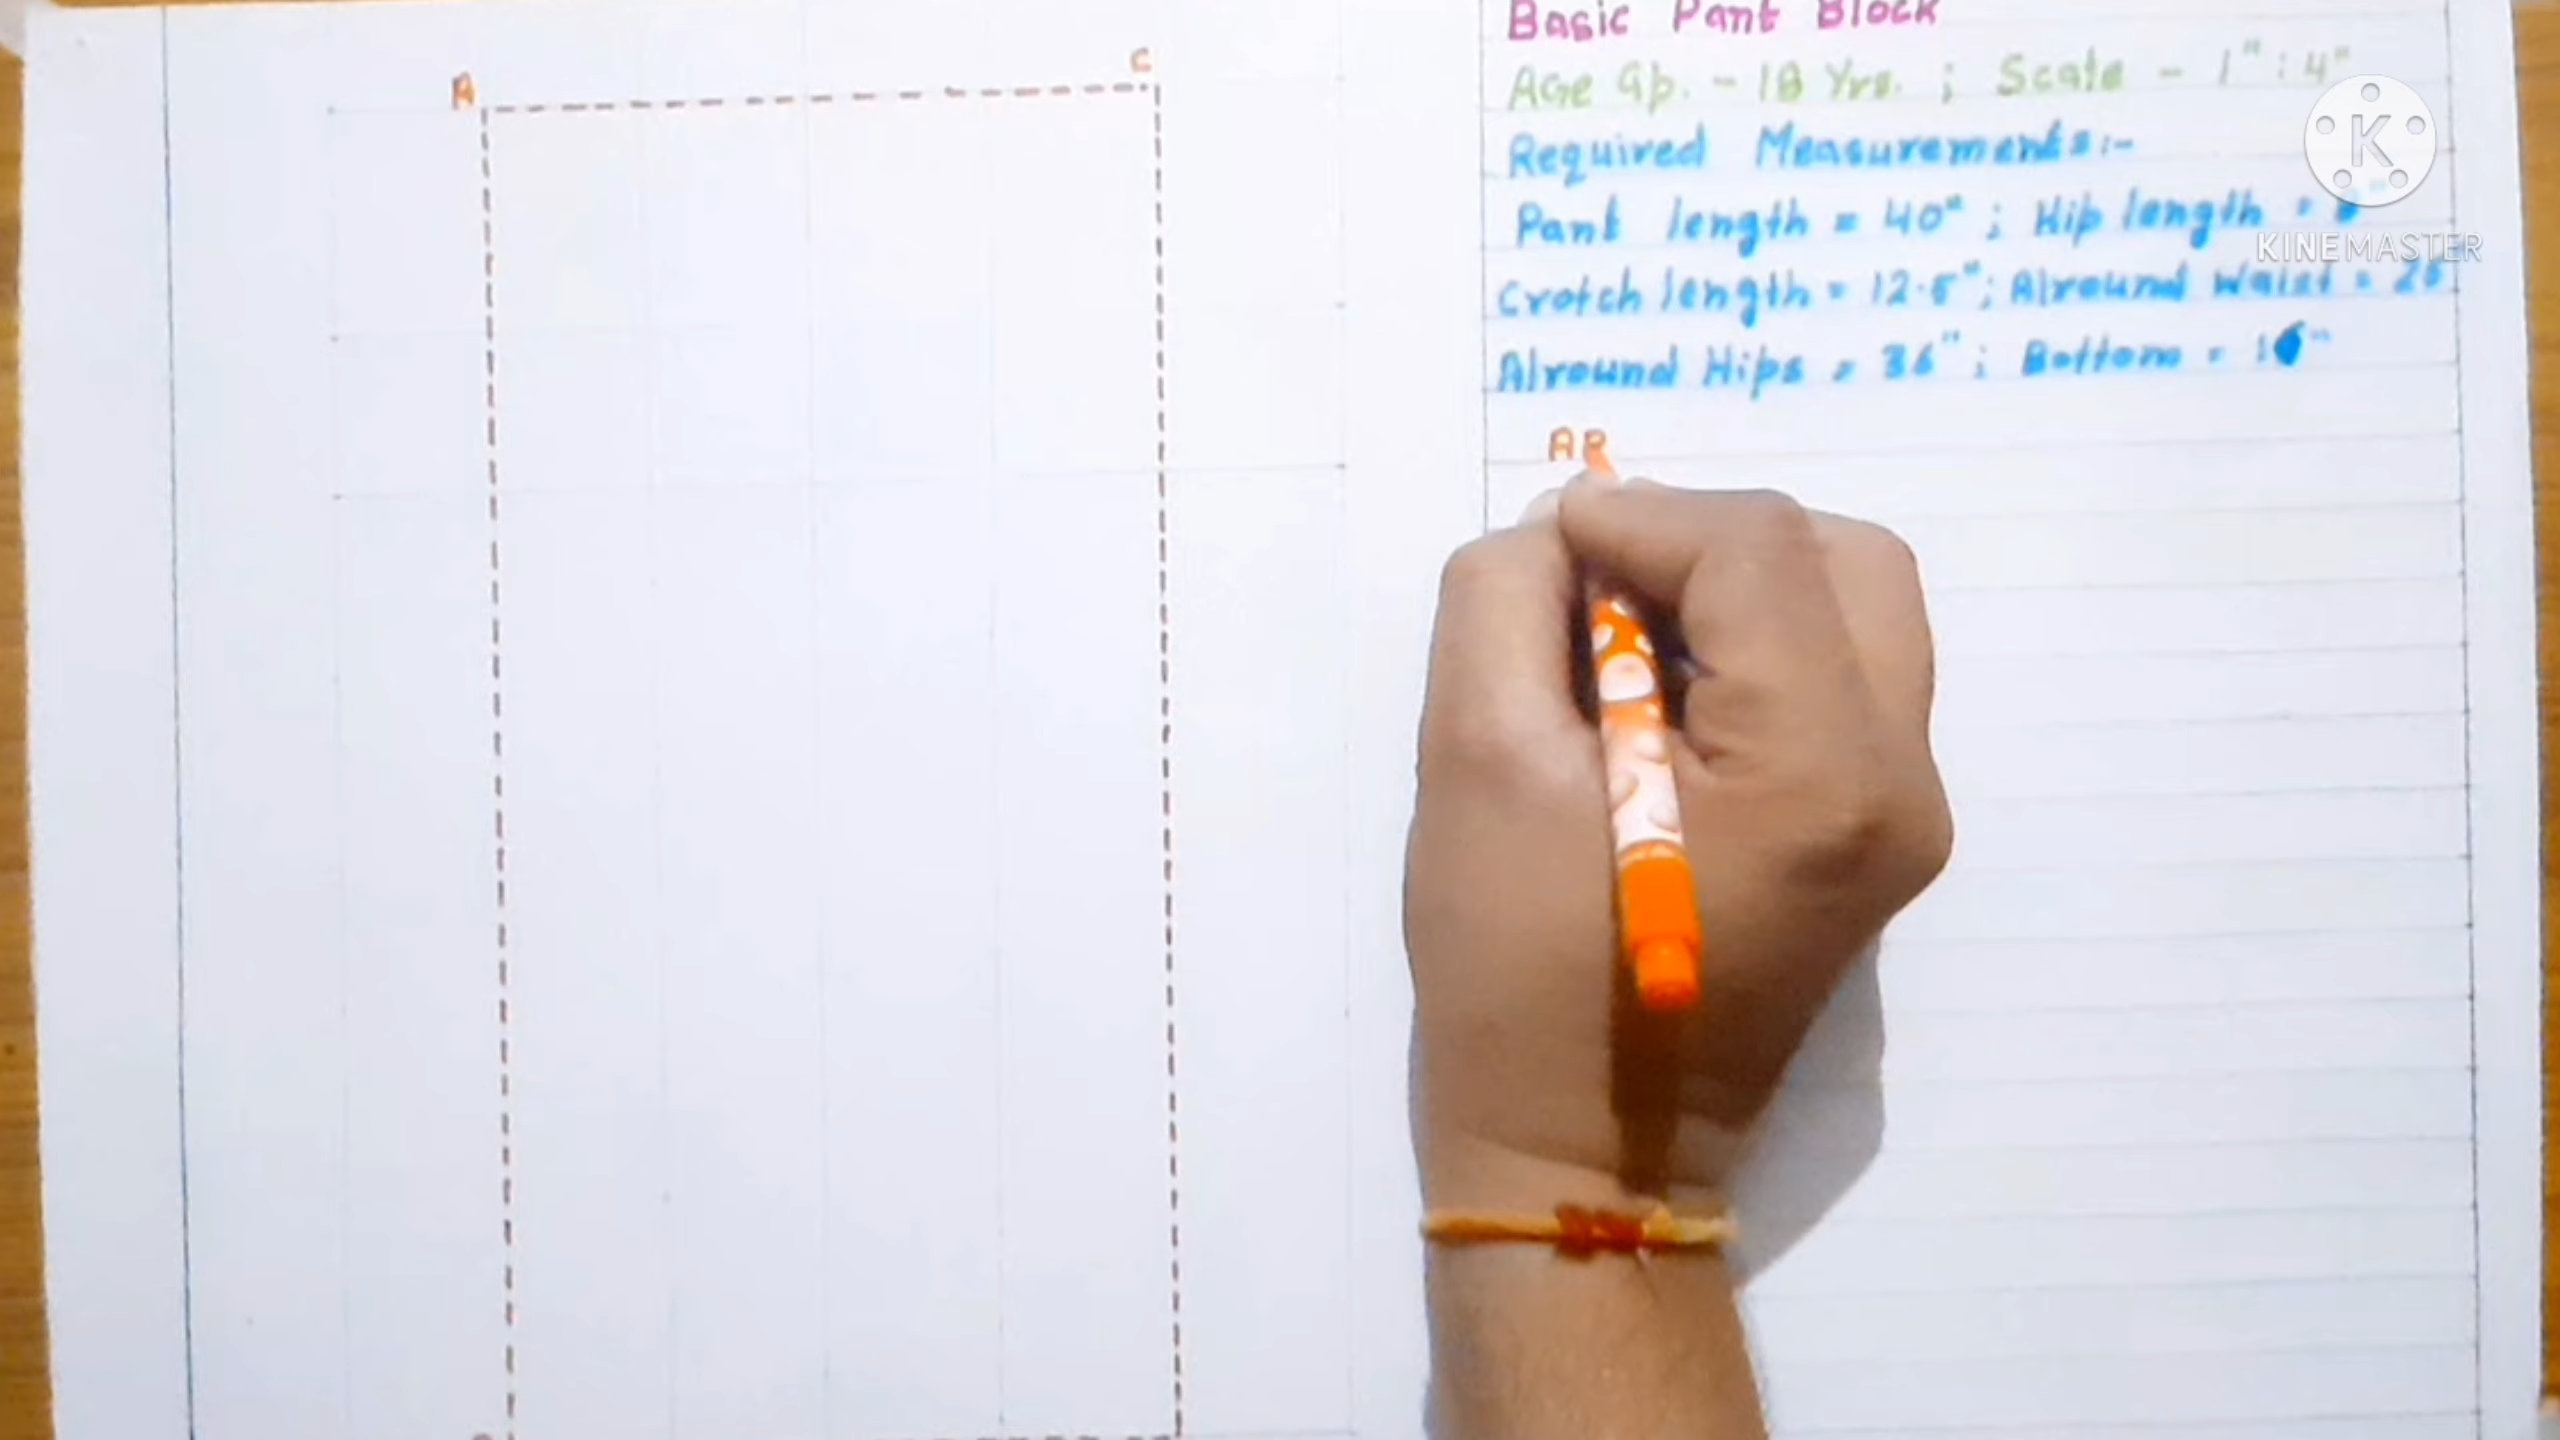 A
C
Basic Pant Block
Age Gp. - 18 Yrs. ; Scale - 1" : 4"
Required Measurements:-
Pant length = 40" ; Hip length =
Crotch length = 12.5" ; Alround Waist =
Alround Hips = 36" ; Bottom =
A B
KINEMASTER